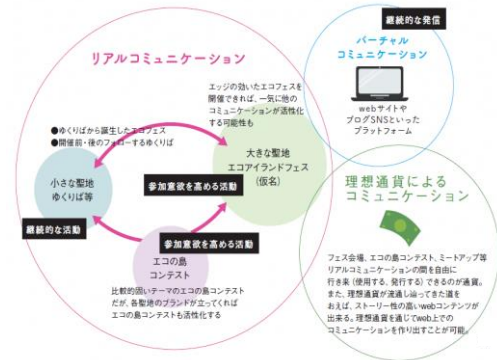 リアルコミュニケーション
エッジの効いたエコフェスを
開催できれば、一気に他の
コミュニケーションが活性化
する可能性も
●ゆくりばから誕生したエコフェス
●開催前・後のフォローするゆくりば
小さな聖地
ゆくりば等
継続的な活動
参加意欲を高める活動
大きな聖地
エコアイランドフェス
(仮名)
参加意欲を高める活動
エコの島
コンテスト
比較的固いテーマのエコの島コンテスト
だが、各聖地のブランドが立ってくれば
エコの島コンテストも活性化する
継続的な発信
バーチャル
コミュニケーション
webサイトや
ブログSNSといった
プラットフォーム
理想通貨による
コミュニケーション
フェス会場、エコの島コンテスト、ミートアップ等
リアルコミュニケーションの間を自由に
行き来（使用する、発行する）できるのが通貨。
また、理想通貨が流通し辿ってきた道を
おえば、ストーリー性の高いwebコンテンツが
出来る。理想通貨を通じてweb上での
コミュニケーションを作り出すことが可能。